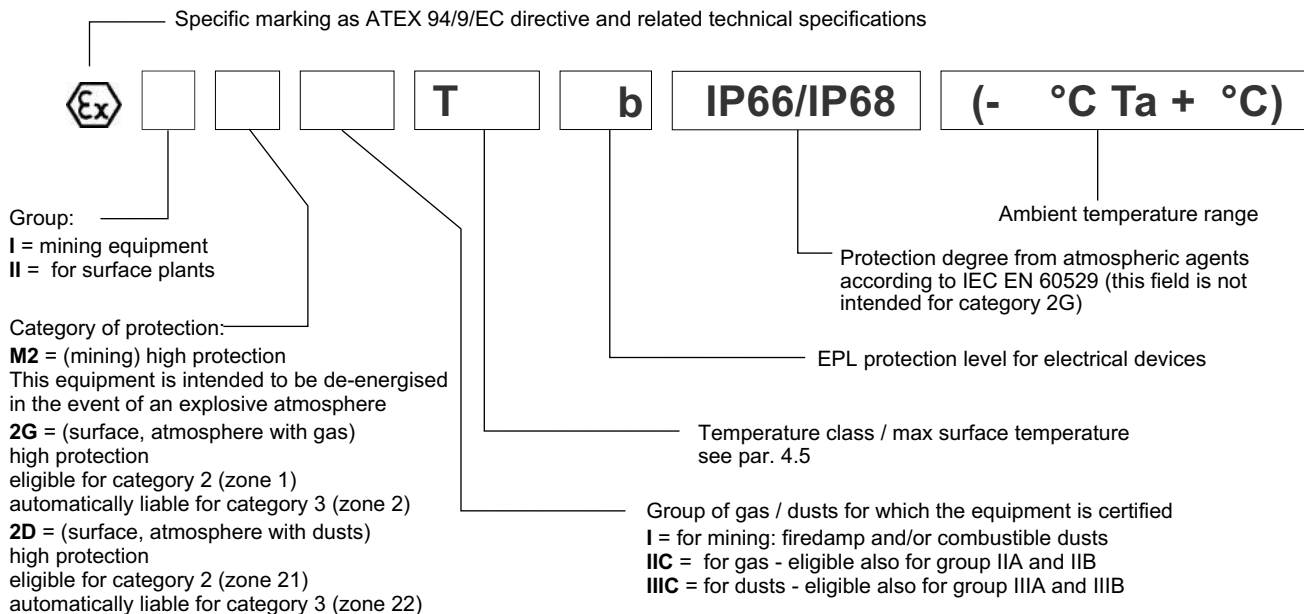 Specific marking as ATEX 94/9/EC directive and related technical specifications
Ex T b IP66/IP68 (- °C Ta + °C)
Group:
I = mining equipment
II = for surface plants
Category of protection:
M2 = (mining) high protection
This equipment is intended to be de-energised
in the event of an explosive atmosphere
2G = (surface, atmosphere with gas)
high protection
eligible for category 2 (zone 1)
automatically liable for category 3 (zone 2)
2D = (surface, atmosphere with dusts)
high protection
eligible for category 2 (zone 21)
automatically liable for category 3 (zone 22)
Ambient temperature range
Protection degree from atmospheric agents
according to IEC EN 60529 (this field is not
intended for category 2G)
EPL protection level for electrical devices
Temperature class / max surface temperature
see par. 4.5
Group of gas / dusts for which the equipment is certified
I = for mining: firedamp and/or combustible dusts
IIC = for gas - eligible also for group IIA and IIB
IIIC = for dusts - eligible also for group IIIA and IIIB